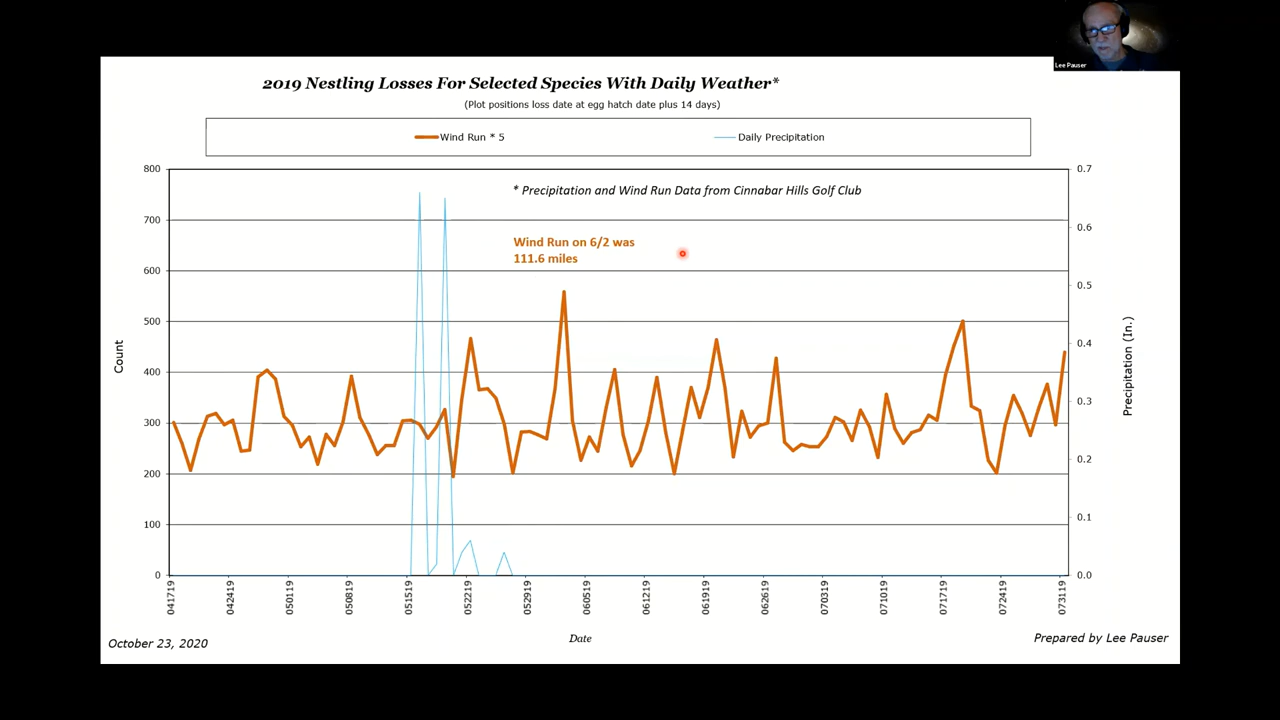 Lee Pauser
2019 Nestling Losses For Selected Species With Daily Weather*
(Plot positions loss date at egg hatch date plus 14 days)
Wind Run * 5
Daily Precipitation
* Precipitation and Wind Run Data from Cinnabar Hills Golf Club
Wind Run on 6/2 was
111.6 miles
Count
800
700
600
500
400
300
200
100
0
0.7
0.6
0.5
0.4
0.3
0.2
0.1
0.0
Precipitation (In.)
041719
042419
050119
050819
051519
052219
052919
060519
061219
061919
062619
070319
071019
071719
072419
073119
Date
October 23, 2020
Prepared by Lee Pauser